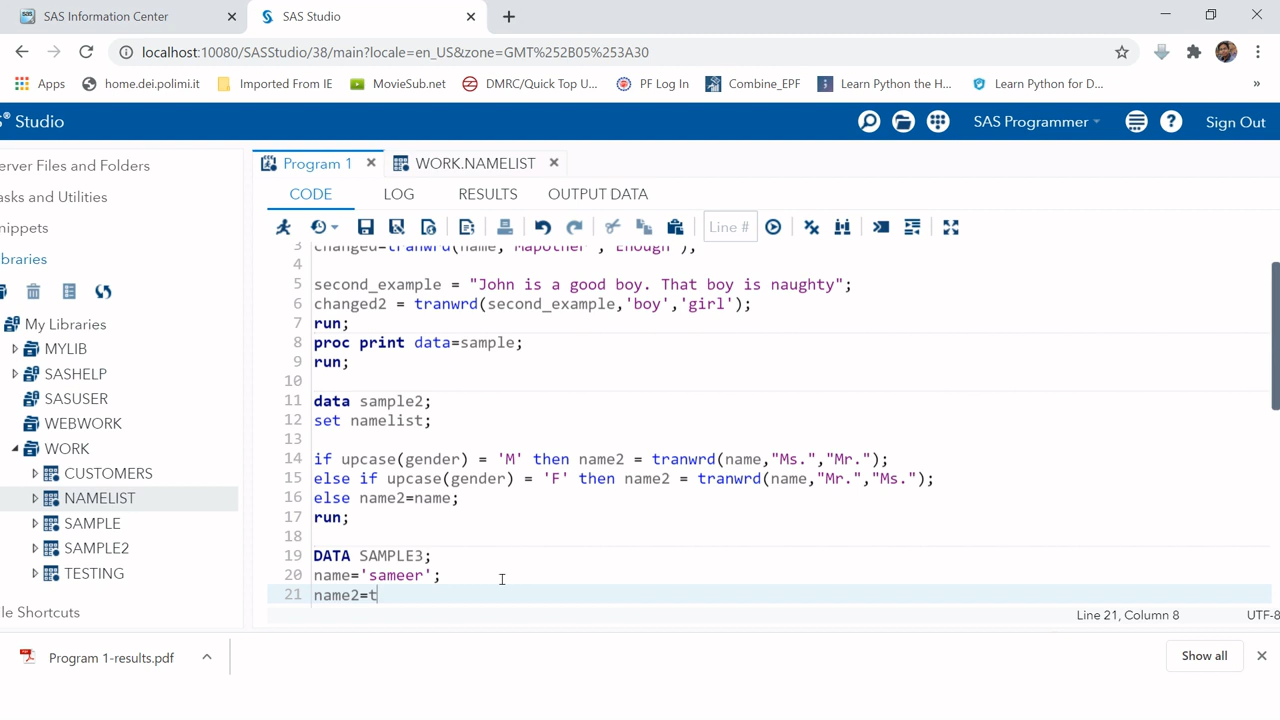 SAS Information Center
SAS Studio
localhost:10080/SASStudio/38/main?locale=en_US&zone=GMT%252B05%253A30
Apps
home.dei.polimi.it
Imported From IE
MovieSub.net
DMRC/Quick Top U...
PF Log In
Combine_EPF
Learn Python the H...
Learn Python for D...
»
S® Studio
SAS Programmer
Sign Out
erver Files and Folders
asks and Utilities
nippets
ibraries
My Libraries
MYLIB
SASHELP
SASUSER
WEBWORK
WORK
CUSTOMERS
NAMELIST
SAMPLE
SAMPLE2
TESTING
ile Shortcuts
Program 1
WORK.NAMELIST
CODE
LOG
RESULTS
OUTPUT DATA
Line #
3 changed=tranwrd(name,'Mapother','Enough');
4
5 second_example = "John is a good boy. That boy is naughty";
6 changed2 = tranwrd(second_example,'boy','girl');
7 run;
8 proc print data=sample;
9 run;
10
11 data sample2;
12 set namelist;
13
14 if upcase(gender) = 'M' then name2 = tranwrd(name,"Ms.","Mr.");
15 else if upcase(gender) = 'F' then name2 = tranwrd(name,"Mr.","Ms.");
16 else name2=name;
17 run;
18
19 DATA SAMPLE3;
20 name='sameer';
21 name2=t
Line 21, Column 8
UTF-8
Program 1-results.pdf
Show all